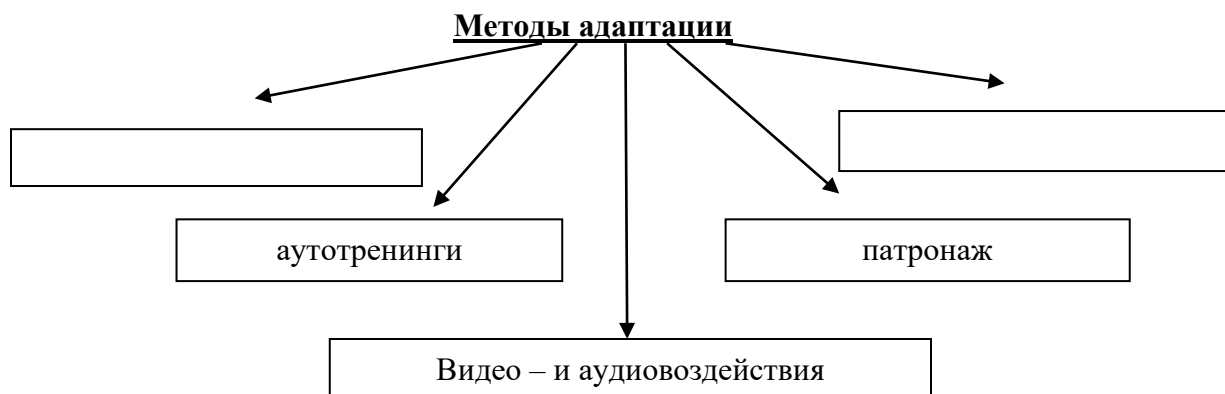 Методы адаптации
аутотренинги
патронаж
Видео – и аудиовоздействия